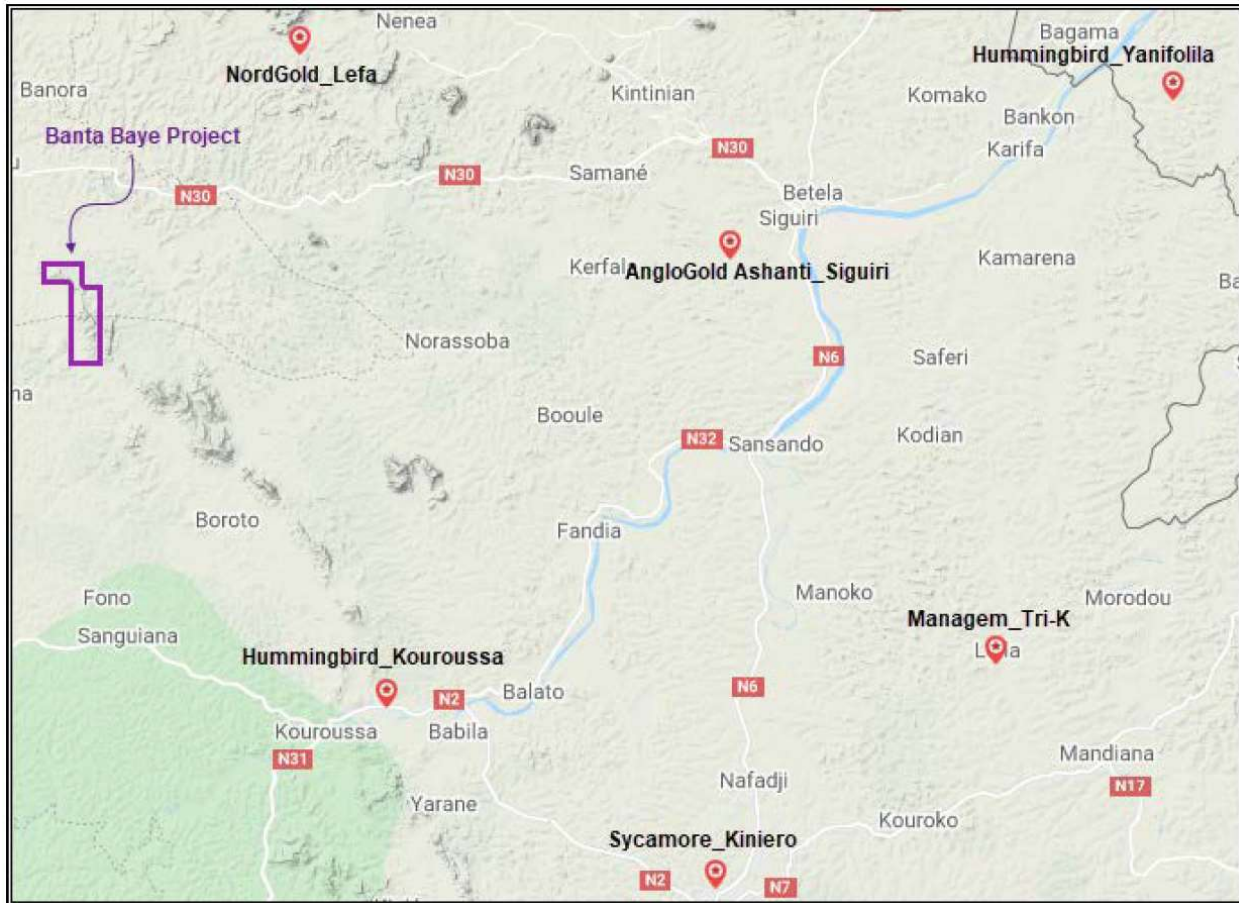 Nenea
Bagama
NordGold_Lefa
Hummingbird_Yanifolila
Banora
Kintinian
Komako
Bankon
Banta Baye Project
Karifa
N30
N30
N30
Samané
Betela
Siguiri
Kerfal
AngloGold Ashanti_Siguiri
Kamarena
Ba
Norassoba
N6
Saferi
na
Booule
N32
Sansando
Kodian
Boroto
Fandia
Fono
Manoko
Morodou
Sanguiana
Managem_Tri-K
Hummingbird_Kouroussa
N2
Balato
N6
Kouroussa
Babila
N31
Mandiana
Yarane
Nafadji
N17
Kouroko
Sycamore_Kiniero
N2
N7